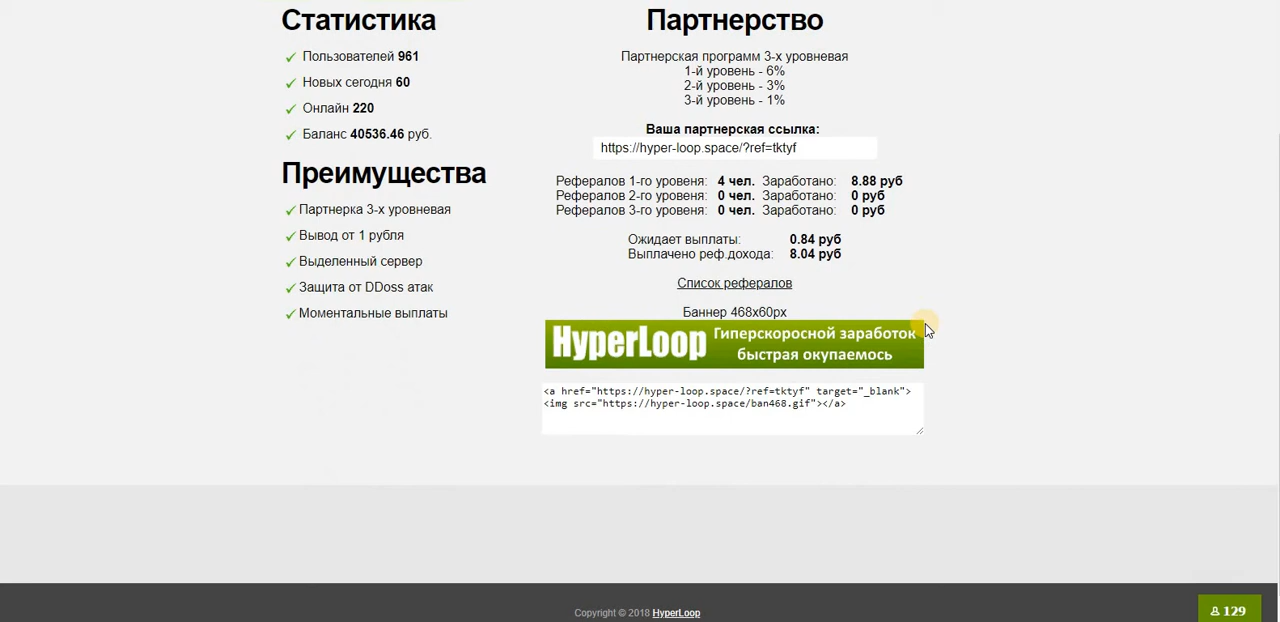 Статистика
Пользователей 961
Новых сегодня 60
Онлайн 220
Баланс 40536.46 руб.
Преимущества
Партнерка 3-х уровневая
Вывод от 1 рубля
Выделенный сервер
Защита от DDoss атак
Моментальные выплаты
Партнерство
Партнерская программ 3-х уровневая
1-й уровень - 6%
2-й уровень - 3%
3-й уровень - 1%
Ваша партнерская ссылка:
https://hyper-loop.space/?ref=tktyf
Рефералов 1-го уровеня: 4 чел. Заработано: 8.88 руб
Рефералов 2-го уровеня: 0 чел. Заработано: 0 руб
Рефералов 3-го уровеня: 0 чел. Заработано: 0 руб
Ожидает выплаты: 0.84 руб
Выплачено реф.дохода: 8.04 руб
Список рефералов
Баннер 468x60px
HyperLoop Гиперскоросной заработок
быстрая окупаемось
<a href="https://hyper-loop.space/?ref=tktyf" target="_blank">
<img src="https://hyper-loop.space/ban468.gif"></a>
Copyright © 2018 HyperLoop
129